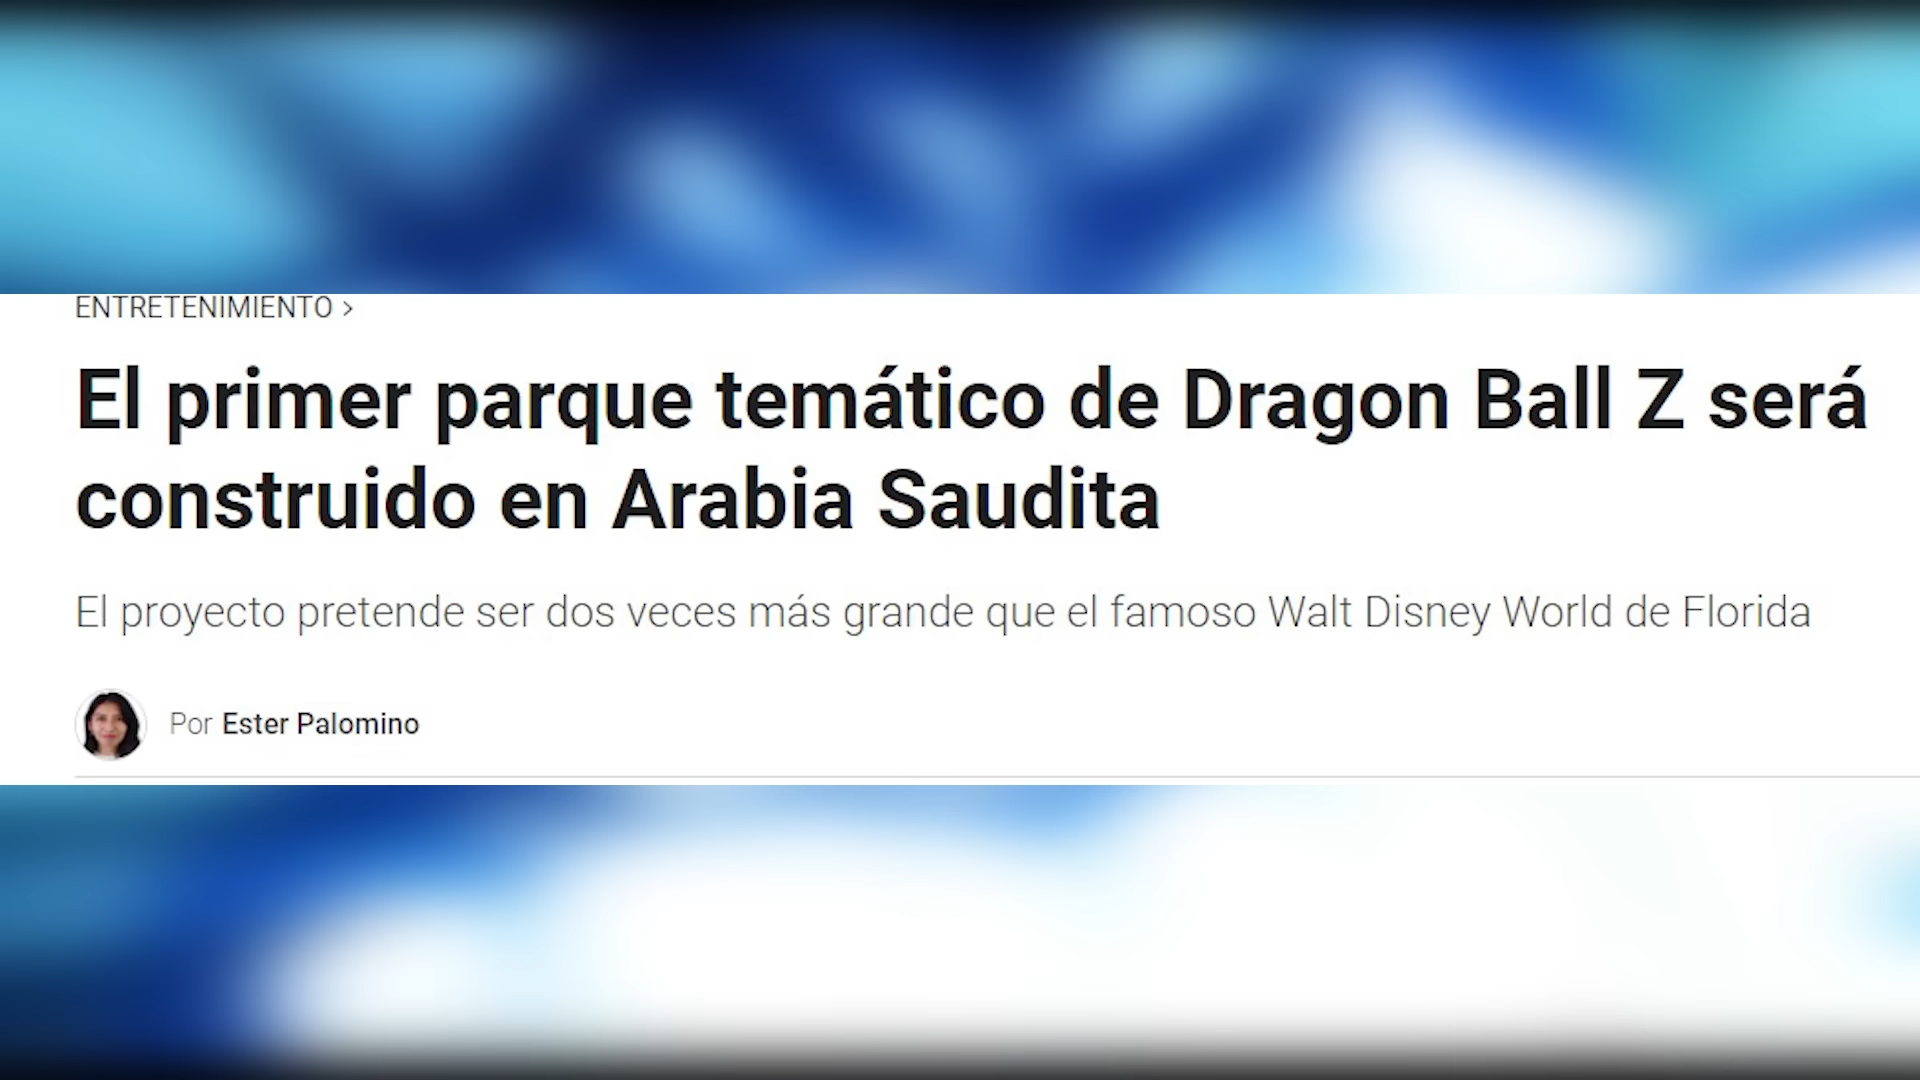 ENTRETENIMIENTO >
El primer parque temático de Dragon Ball Z será
construido en Arabia Saudita
El proyecto pretende ser dos veces más grande que el famoso Walt Disney World de Florida
Por Ester Palomino